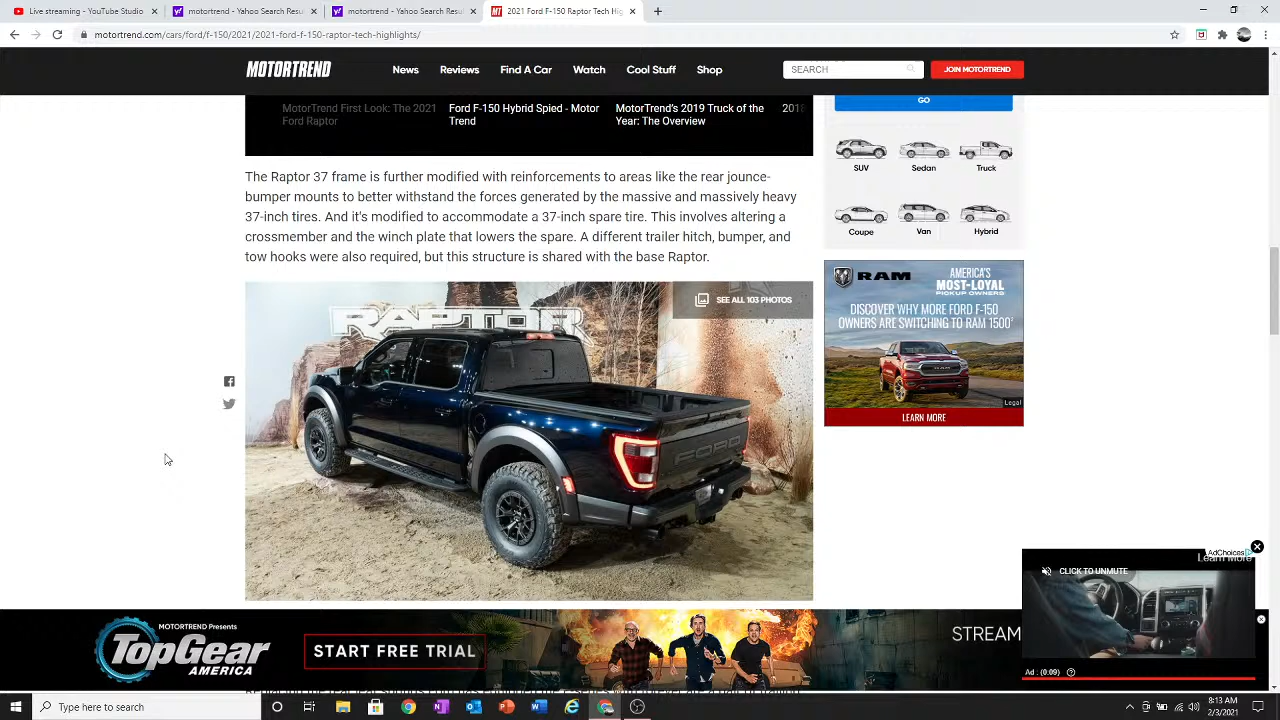 Live streaming - YouTube Studio
frontmotor - Yahoo Search Resul
frontmotor - Yahoo Search Resul
2021 Ford F-150 Raptor Tech Hig
motortrend.com/cars/ford/f-150/2021/2021-ford-f-150-raptor-tech-highlights/
MOTORTREND
News
Reviews
Find A Car
Watch
Cool Stuff
Shop
SEARCH
JOIN MOTORTREND
MotorTrend First Look: The 2021
Ford Raptor
Ford F-150 Hybrid Spied - Motor
Trend
MotorTrend's 2019 Truck of the
Year: The Overview
2018
GO
SUV
Sedan
Truck
Coupe
Van
Hybrid
The Raptor 37 frame is further modified with reinforcements to areas like the rear jounce-
bumper mounts to better withstand the forces generated by the massive and massively heavy
37-inch tires. And it's modified to accommodate a 37-inch spare tire. This involves altering a
crossmember and the winch plate that lowers the spare. A different trailer hitch, bumper, and
tow hooks were also required, but this structure is shared with the base Raptor.
RAPTOR
SEE ALL 103 PHOTOS
FORD
RAM
AMERICA'S
MOST-LOYAL
PICKUP OWNERS
DISCOVER WHY MORE FORD F-150
OWNERS ARE SWITCHING TO RAM 1500
RAM
Legal
LEARN MORE
AdChoices
Learn More
CLICK TO UNMUTE
Ad : (0:09)
MOTORTREND Presents
TopGear
AMERICA
START FREE TRIAL
STREAM
Type here to search
8:13 AM
2/3/2021